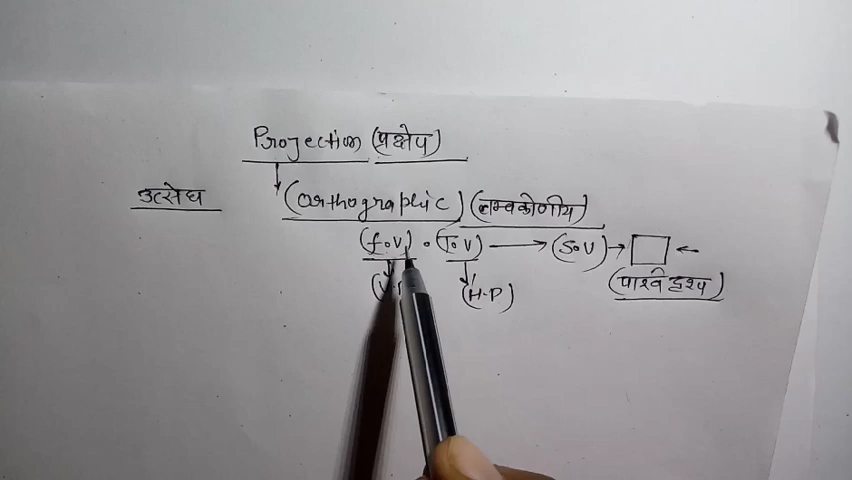 Projection (प्रक्षेप)
उत्सेध (Orthographic) (लम्बकोणीय)
(f.v) . (T.v) → (S.v) → □ ←
(H.P) (पार्श्व दृश्य)